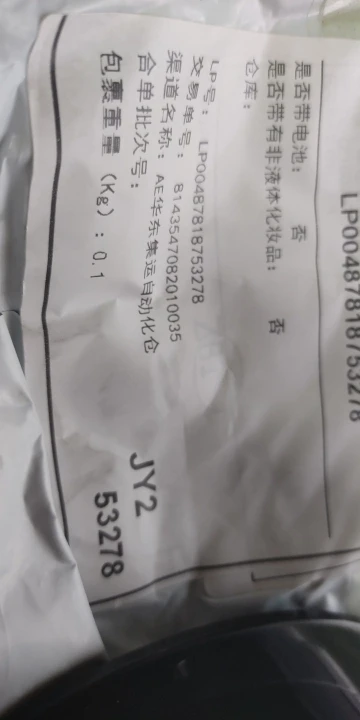 LP00487818753278
是否带电池： 否
是否带有非液体化妆品： 否
仓库：
LP号： LP00487818753278
交易单号： 8143547082010035
渠道名称：AE华东集运自动化仓
合单批次号：
包裹重量（Kg）：0.1
JY2
53278